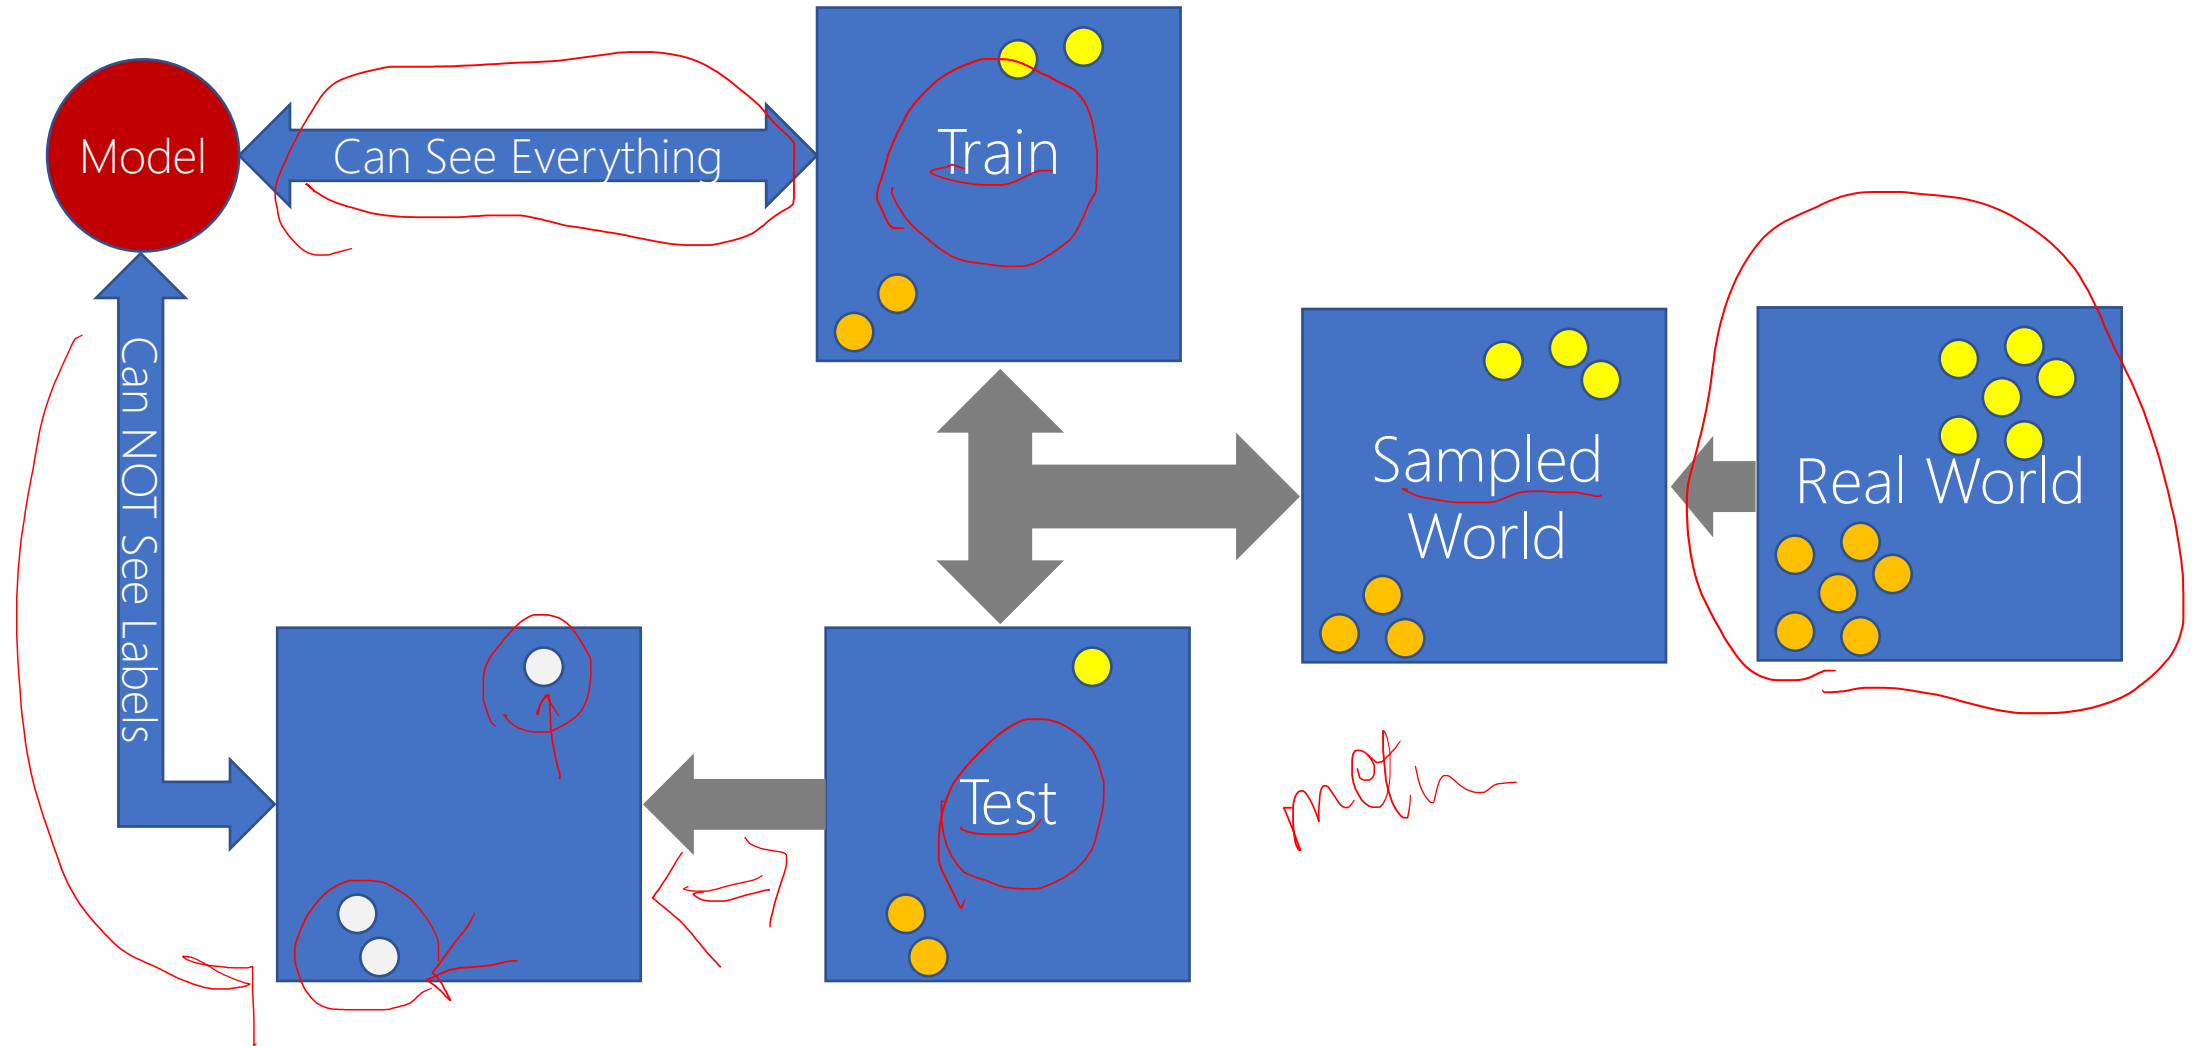 Model
Can See Everything
Train
Can NOT See Labels
Sampled
World
Real World
Test